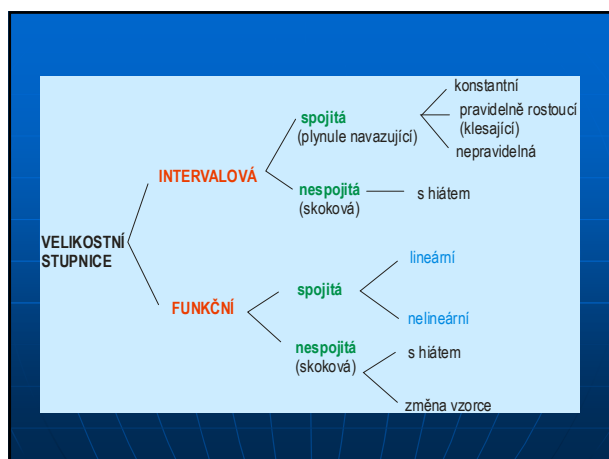 konstantní
spojitá
(plynule navazující)
pravidelně rostoucí
(klesající)
nepravidelná
INTERVALOVÁ
nespojitá
(skoková)
s hiátem
VELIKOSTNÍ
STUPNICE
lineární
spojitá
FUNKČNÍ
nelineární
nespojitá
(skoková)
s hiátem
změna vzorce